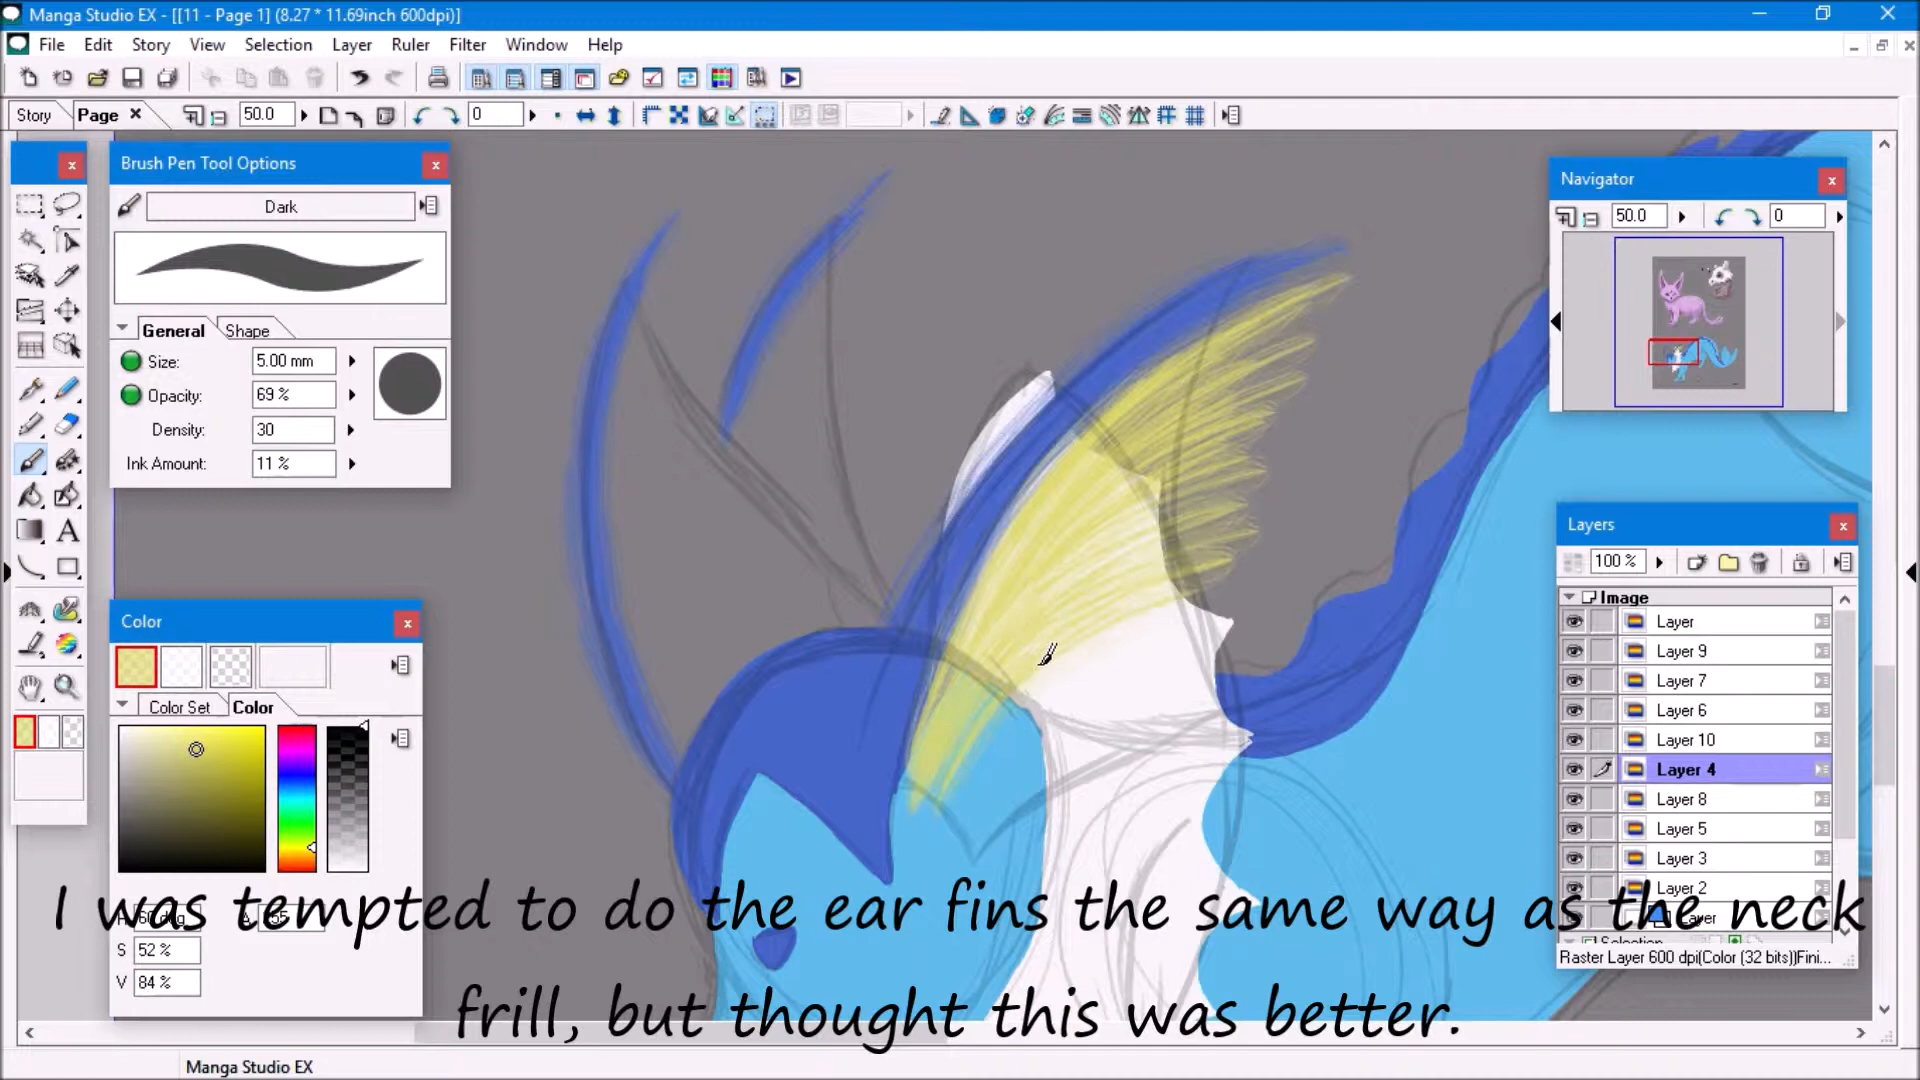 Manga Studio EX - [[11 - Page 1] (8.27 * 11.69inch 600dpi)]
File Edit Story View Selection Layer Ruler Filter Window Help
Story Page 50.0 0
Brush Pen Tool Options
Dark
General Shape
Size: 5.00 mm
Opacity: 69 %
Density: 30
Ink Amount: 11 %
Color
Color Set Color
S 52 %
V 84 %
Navigator
50.0 0
Layers
100 %
Image
Layer
Layer 9
Layer 7
Layer 6
Layer 10
Layer 4
Layer 8
Layer 5
Layer 3
Layer 2
Layer
Selection
Raster Layer 600 dpi(Color (32 bits))Fini...
I was tempted to do the ear fins the same way as the neck
frill, but thought this was better.
Manga Studio EX